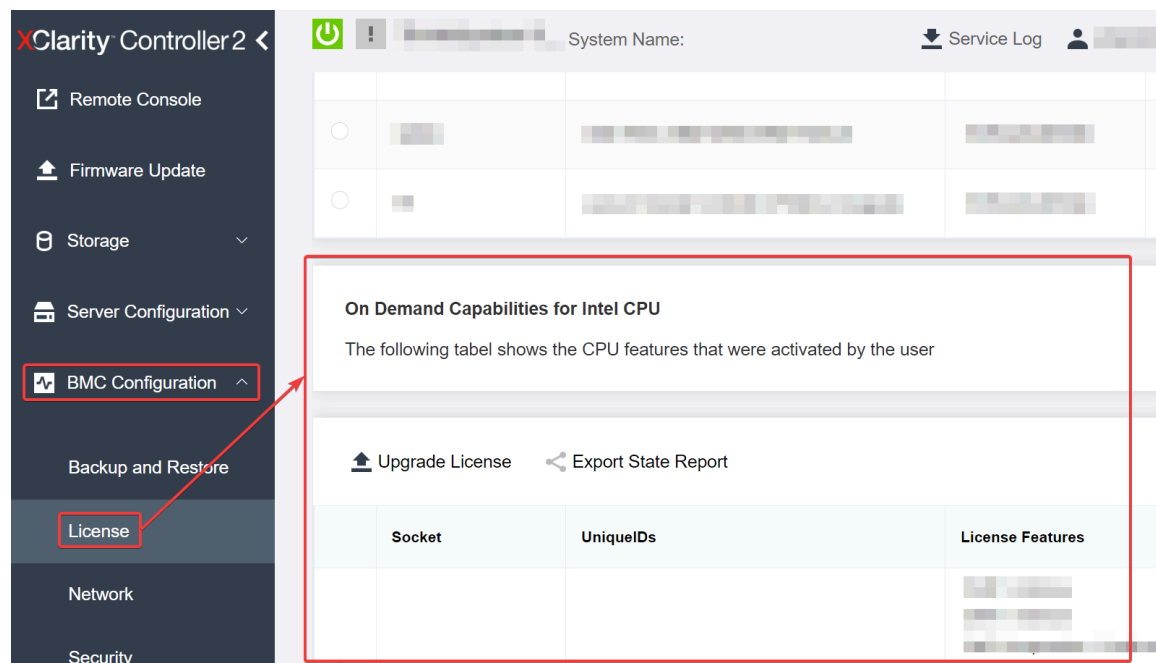 XClarity Controller 2
System Name:
Service Log
Remote Console
Firmware Update
Storage
Server Configuration
BMC Configuration
Backup and Restore
License
Network
Security
On Demand Capabilities for Intel CPU
The following tabel shows the CPU features that were activated by the user
Upgrade License
Export State Report
Socket
UniqueIDs
License Features